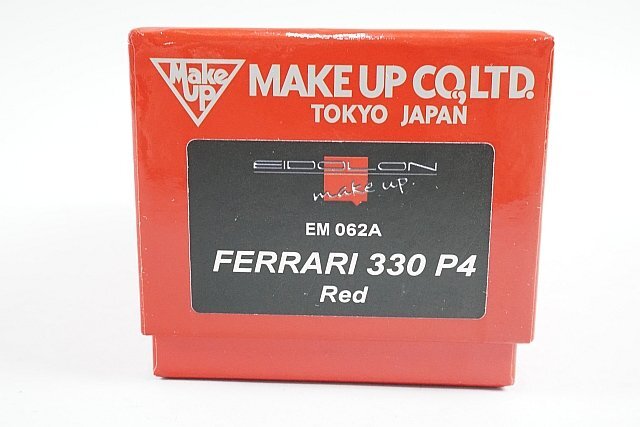 Make UP
MAKE UP CO.,LTD.
TOKYO JAPAN
EIDOLON
make up.
EM 062A
FERRARI 330 P4
Red